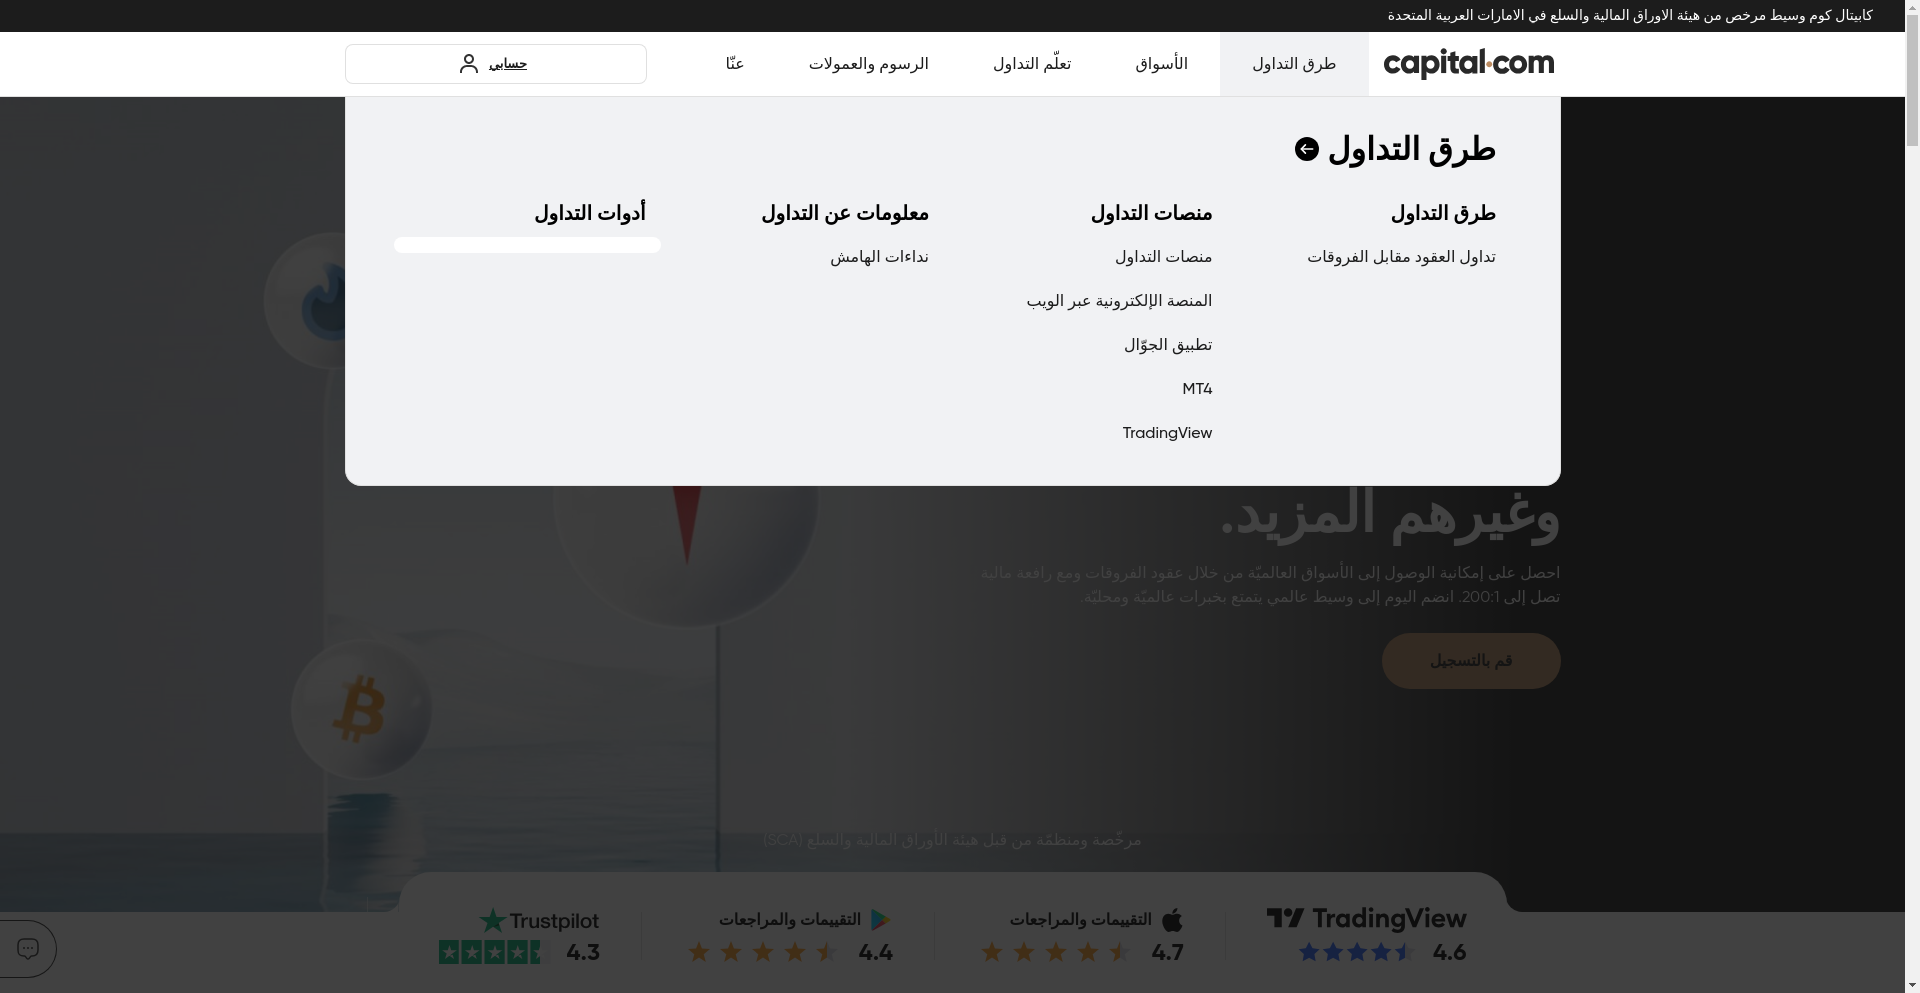 كابيتال كوم وسيط مرخص من هيئة الاوراق المالية والسلع في الامارات العربية المتحدة
capital.com
طرق التداول
الأسواق
تعلّم التداول
الرسوم والعمولات
عنّا
حسابي
طرق التداول
طرق التداول
تداول العقود مقابل الفروقات
منصات التداول
منصات التداول
المنصة الإلكترونية عبر الويب
تطبيق الجوّال
MT4
TradingView
معلومات عن التداول
نداءات الهامش
أدوات التداول
وغيرهم المزيد.
احصل على إمكانية الوصول إلى الأسواق العالميّة من خلال عقود الفروقات ومع رافعة مالية
تصل إلى 200:1. انضم اليوم إلى وسيط عالمي يتمتع بخبرات عالميّة ومحليّة.
قم بالتسجيل
مرخّصة ومنظمّة من قبل هيئة الأوراق المالية والسلع (SCA)
TradingView
4.6
التقييمات والمراجعات
4.7
التقييمات والمراجعات
4.4
Trustpilot
4.3